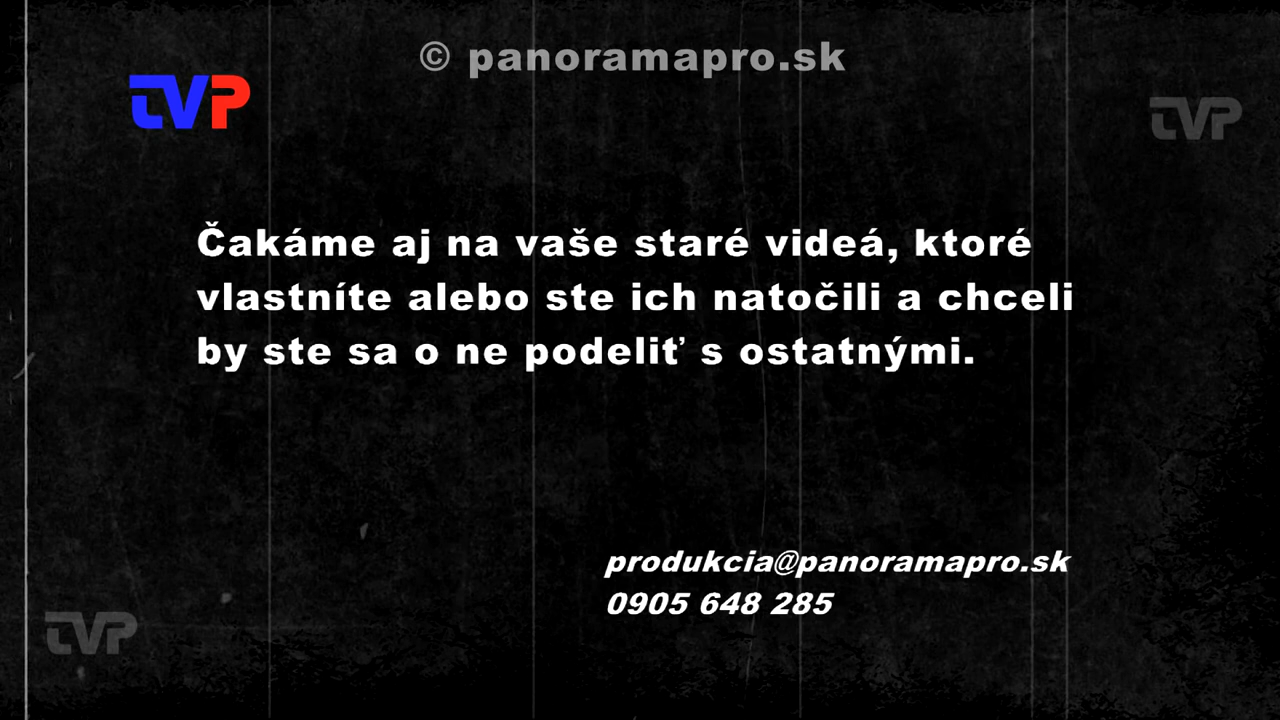 © panoramapro.sk
TVP
TVP
Čakáme aj na vaše staré videá, ktoré
vlastníte alebo ste ich natočili a chceli
by ste sa o ne podeliť s ostatnými.
produkcia@panoramapro.sk
0905 648 285
TVP